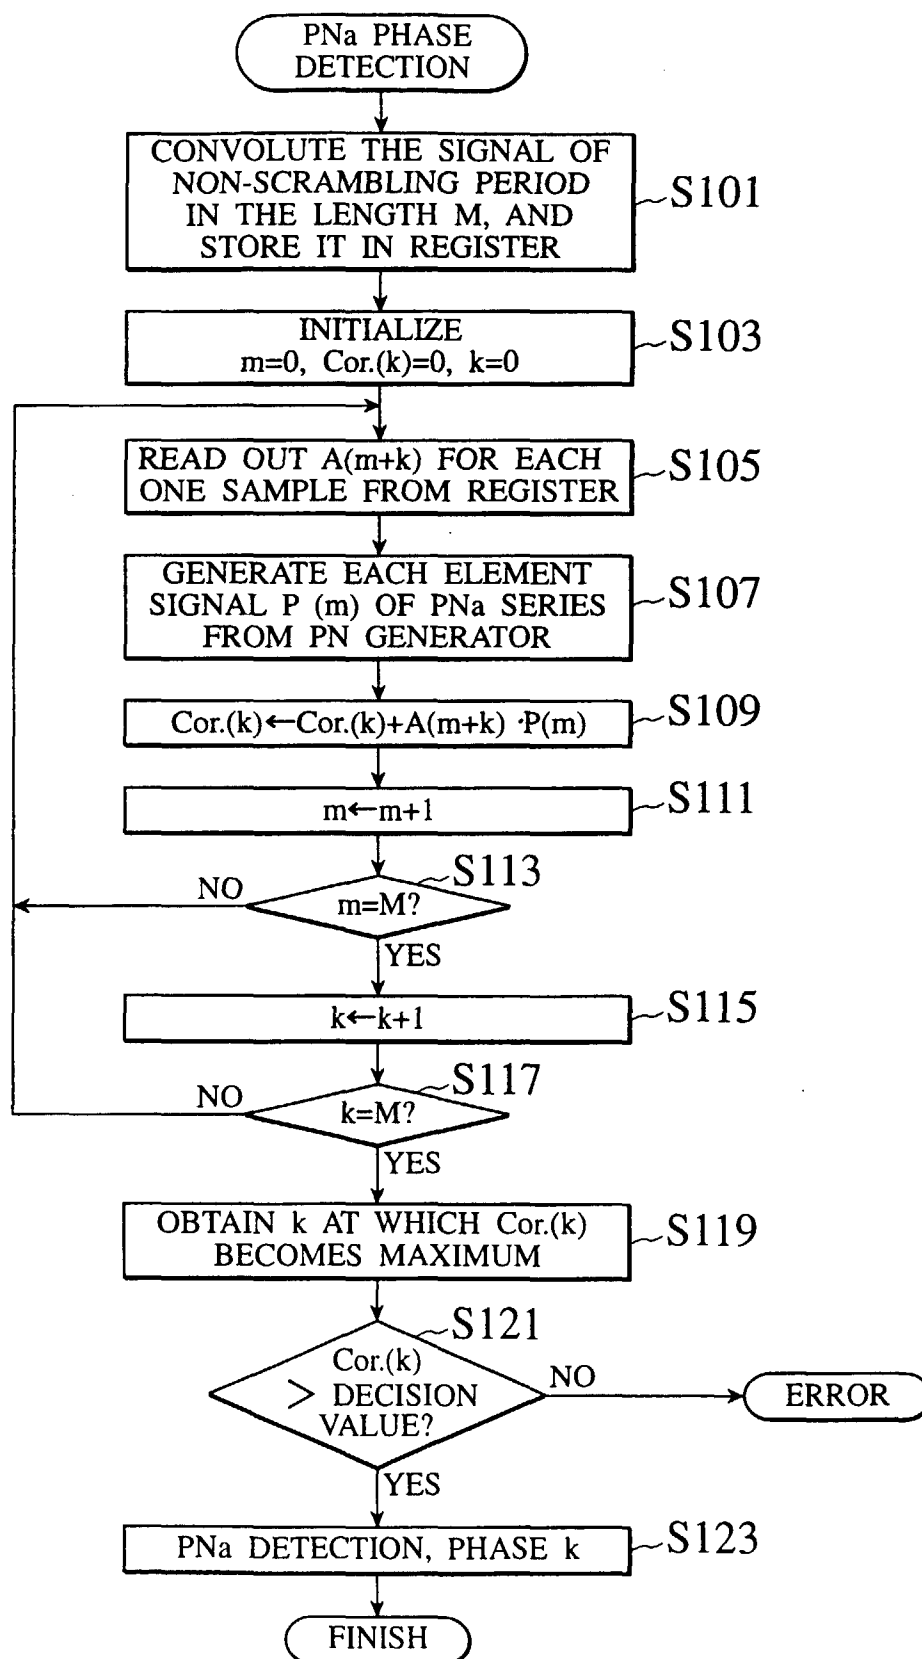 PNa PHASE
DETECTION
CONVOLUTE THE SIGNAL OF
NON-SCRAMBLING PERIOD
IN THE LENGTH M, AND
STORE IT IN REGISTER
S101
INITIALIZE
m=0, Cor.(k)=0, k=0
S103
READ OUT A(m+k) FOR EACH
ONE SAMPLE FROM REGISTER
S105
GENERATE EACH ELEMENT
SIGNAL P (m) OF PNa SERIES
FROM PN GENERATOR
S107
Cor.(k)←Cor.(k)+A(m+k) ·P(m)
S109
m←m+1
S111
S113
NO
m=M?
YES
k←k+1
S115
S117
NO
k=M?
YES
OBTAIN k AT WHICH Cor.(k)
BECOMES MAXIMUM
S119
S121
Cor.(k)
> DECISION
VALUE?
NO
ERROR
YES
PNa DETECTION, PHASE k
S123
FINISH